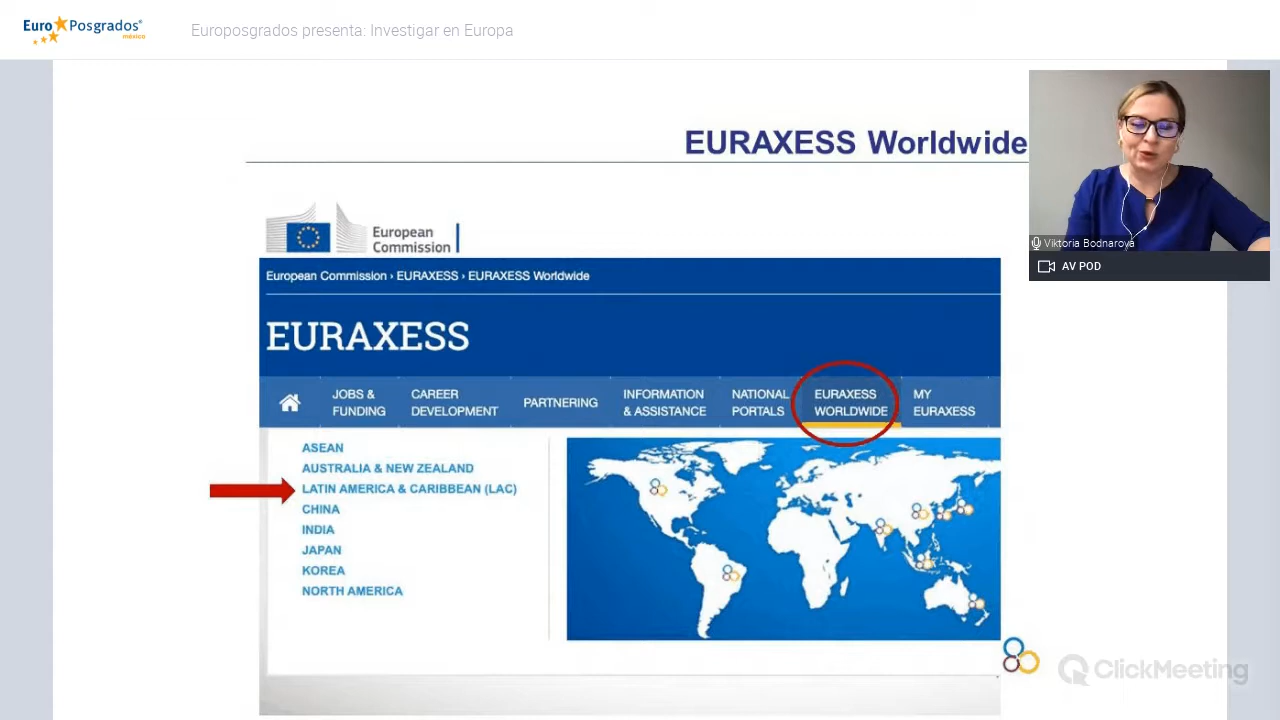 EuroPosgrados®
méxico
Europosgrados presenta: Investigar en Europa
EURAXESS Worldwide
Viktoria Bodnarova
AV POD
European
Commission
European Commission › EURAXESS › EURAXESS Worldwide
EURAXESS
JOBS &
FUNDING
CAREER
DEVELOPMENT
PARTNERING
INFORMATION
& ASSISTANCE
NATIONAL
PORTALS
EURAXESS
WORLDWIDE
MY
EURAXESS
ASEAN
AUSTRALIA & NEW ZEALAND
LATIN AMERICA & CARIBBEAN (LAC)
CHINA
INDIA
JAPAN
KOREA
NORTH AMERICA
ClickMeeting